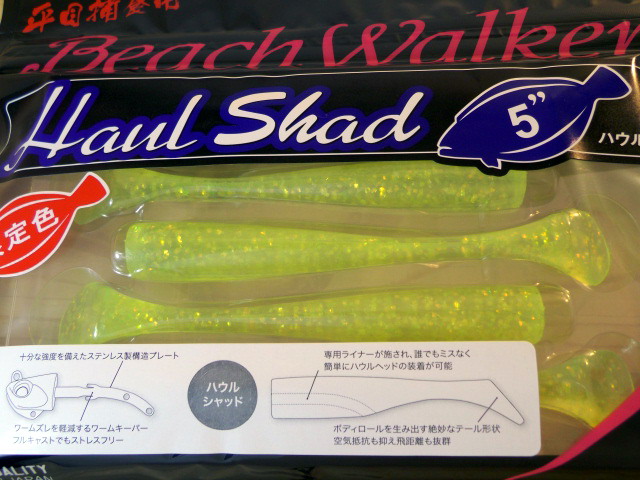 平目捕獲用
Beach Walker
Haul Shad
5"
ハウル
定色
十分な強度を備えたステンレス製構造プレート
ワームズレを軽減するワームキーパー
フルキャストでもストレスフリー
ハウル
シャッド
専用ライナーが施され、誰でもミスなく
簡単にハウルヘッドの装着が可能
ボディロールを生み出す絶妙なテール形状
空気抵抗も抑え飛距離も抜群
QUALITY
JAPAN